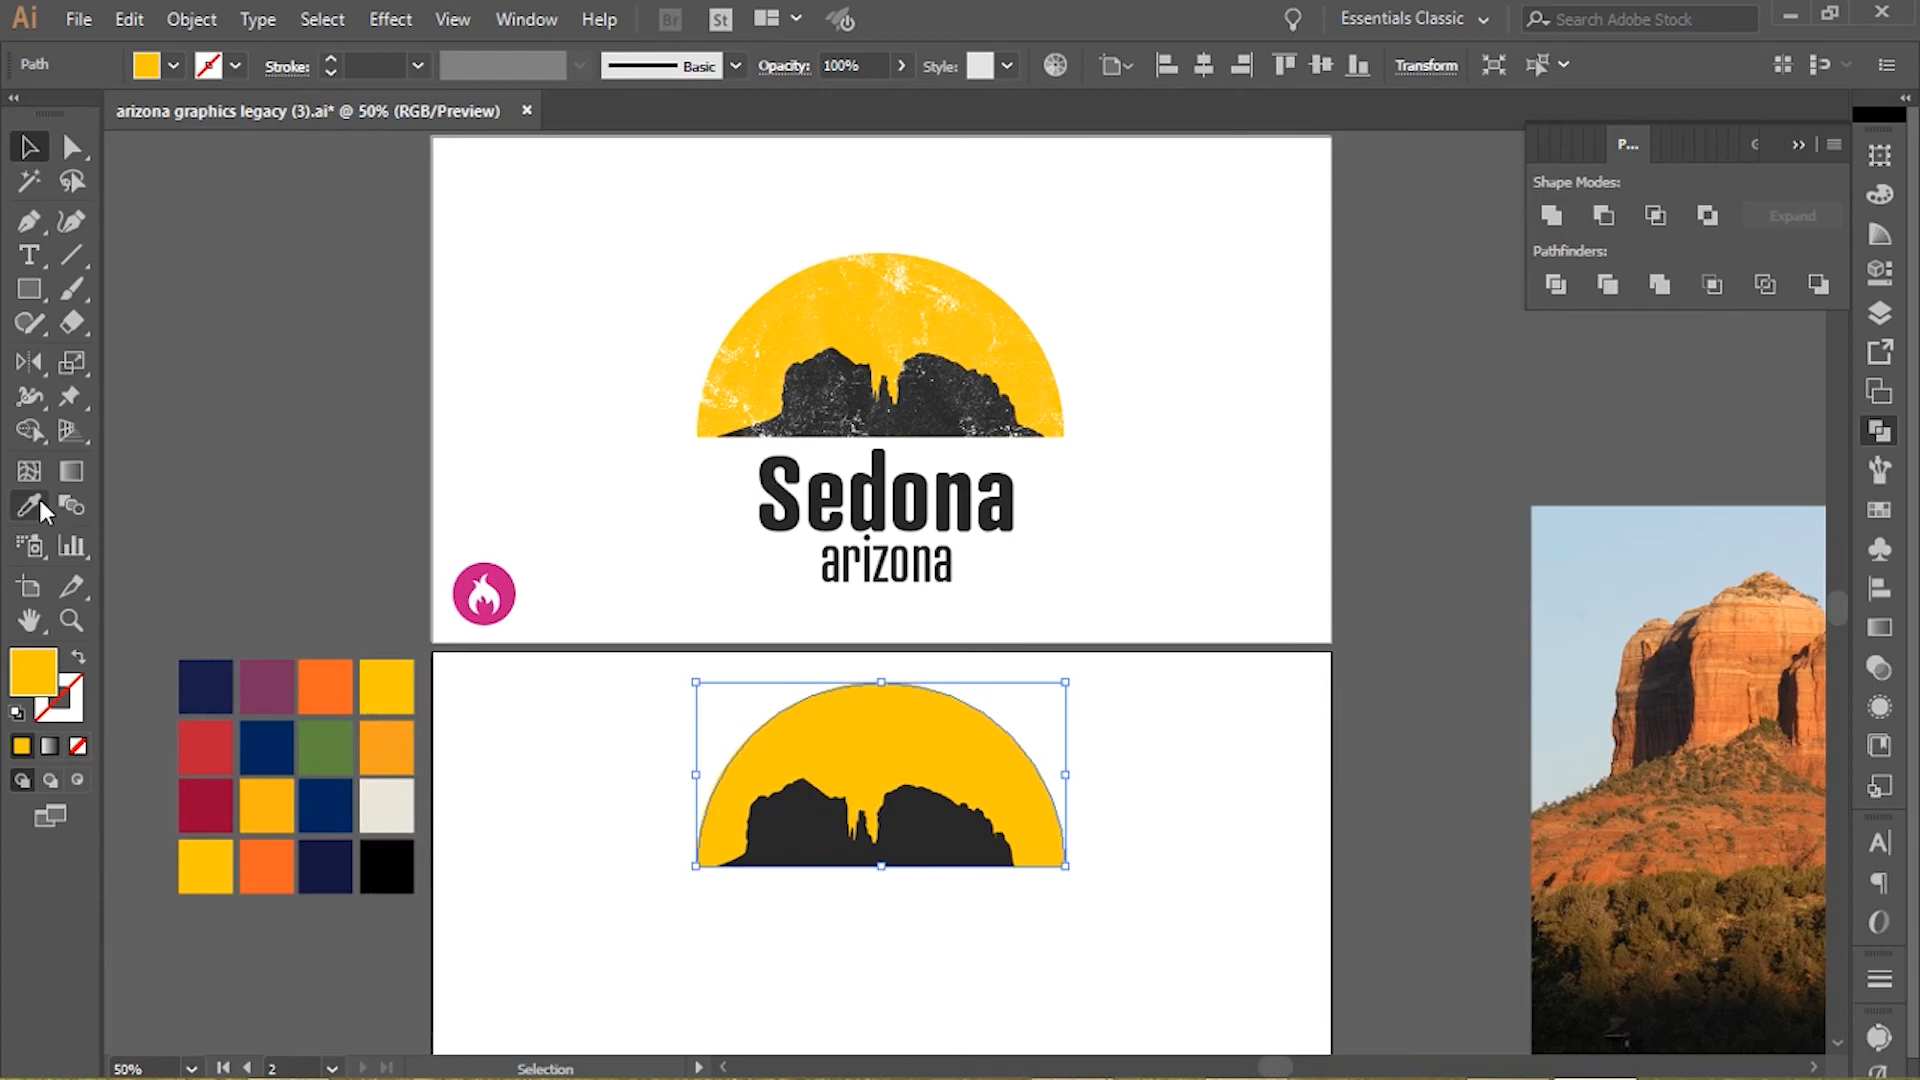 Ai File Edit Object Type Select Effect View Window Help Br St Essentials Classic Search Adobe Stock
Path Stroke: Basic Opacity: 100% Style: Transform
arizona graphics legacy (3).ai* @ 50% (RGB/Preview)
P...
Shape Modes:
Expand
Pathfinders:
Sedona
arizona
50% 2 Selection